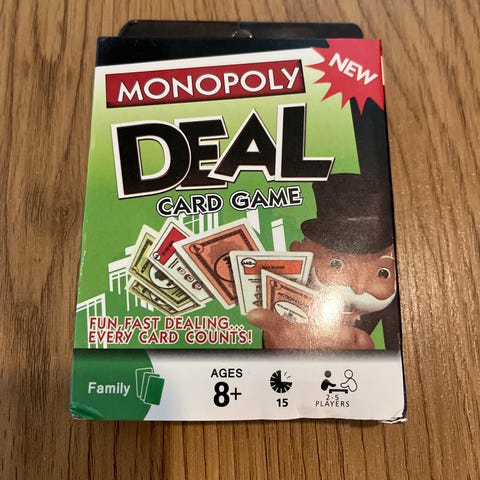 NEW
MONOPOLY
DEAL
CARD GAME
FUN, FAST DEALING...
EVERY CARD COUNTS!
Family
AGES
8+
15
2-5
PLAYERS